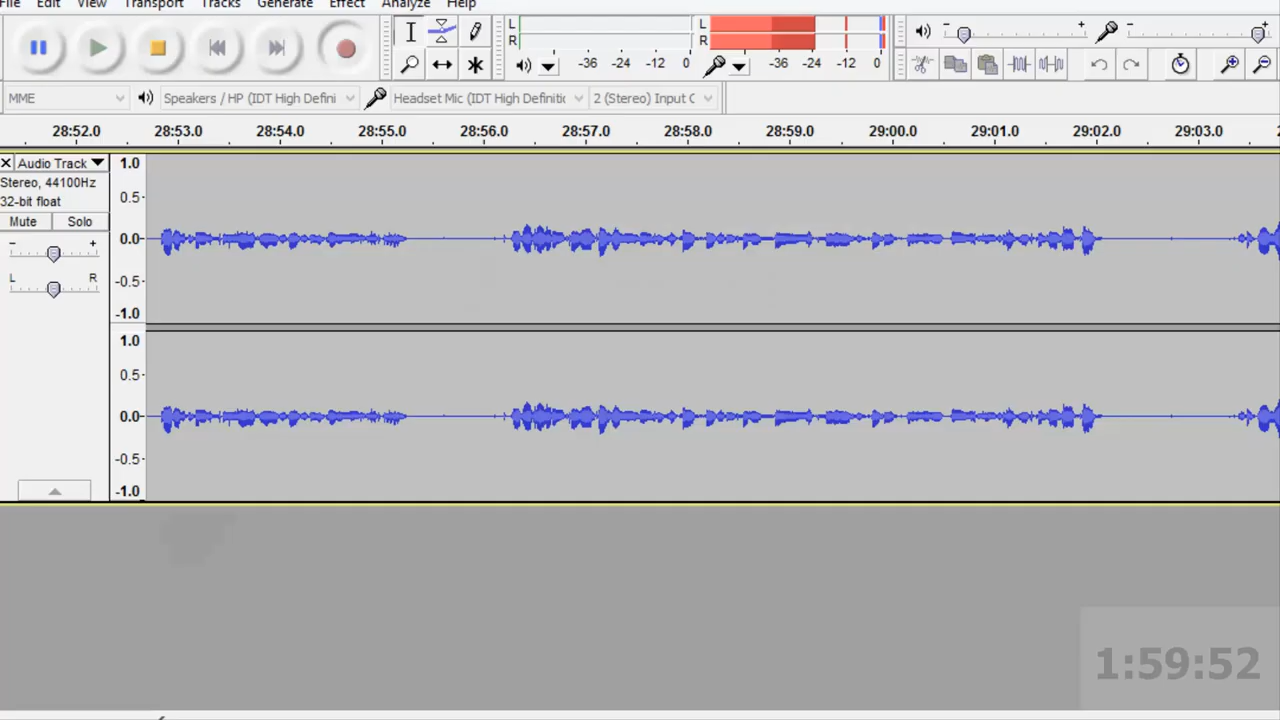 File Edit View Transport Tracks Generate Effect Analyze Help
L L
R R
-36 -24 -12 0 -36 -24 -12 0
- + - +
MME Speakers / HP (IDT High Defini Headset Mic (IDT High Definitic 2 (Stereo) Input C
28:52.0 28:53.0 28:54.0 28:55.0 28:56.0 28:57.0 28:58.0 28:59.0 29:00.0 29:01.0 29:02.0 29:03.0
Audio Track 1.0
Stereo, 44100Hz
32-bit float 0.5
Mute Solo
- + 0.0
L R -0.5
-1.0
1.0
0.5
0.0
-0.5
-1.0
1:59:52